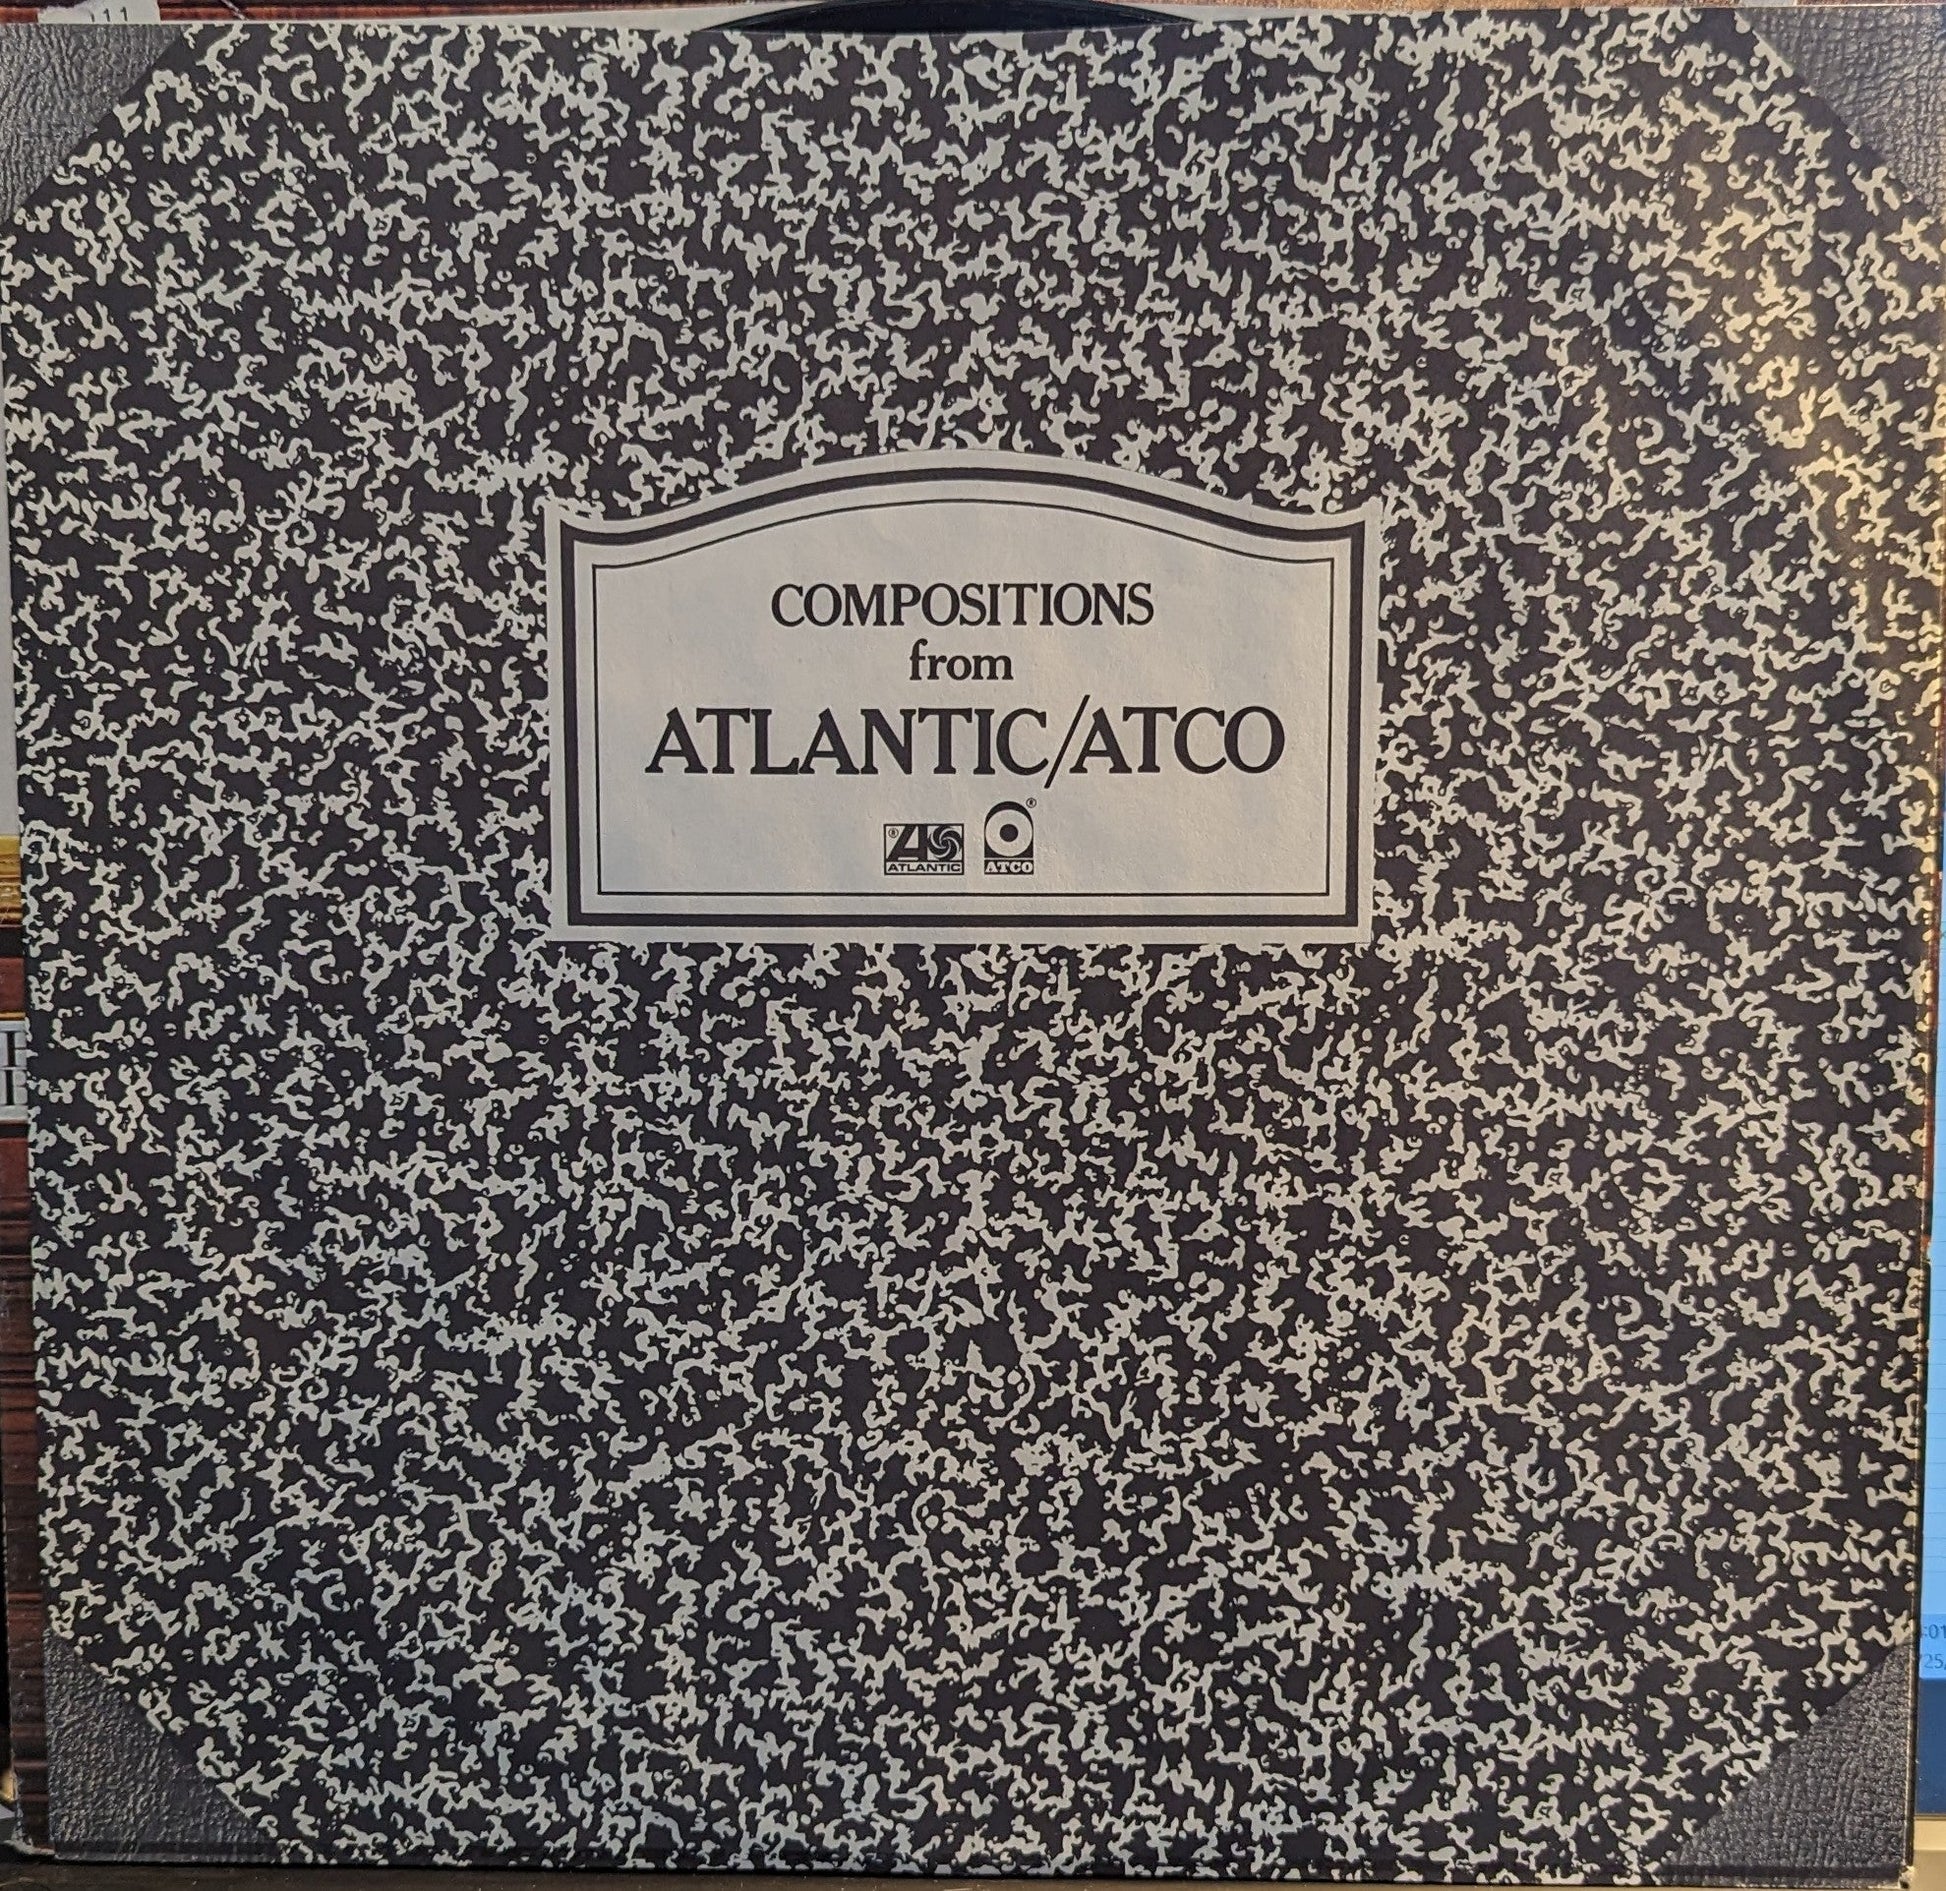 COMPOSITIONS
from
ATLANTIC/ATCO
® ®
ATLANTIC ATCO